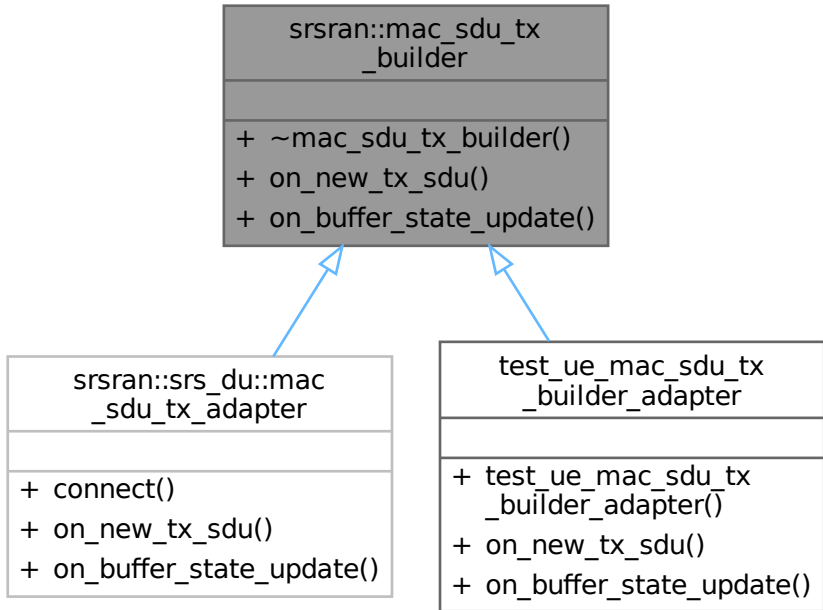 srsran::mac_sdu_tx
_builder
+ ~mac_sdu_tx_builder()
+ on_new_tx_sdu()
+ on_buffer_state_update()
srsran::srs_du::mac
_sdu_tx_adapter
+ connect()
+ on_new_tx_sdu()
+ on_buffer_state_update()
test_ue_mac_sdu_tx
_builder_adapter
+ test_ue_mac_sdu_tx
_builder_adapter()
+ on_new_tx_sdu()
+ on_buffer_state_update()